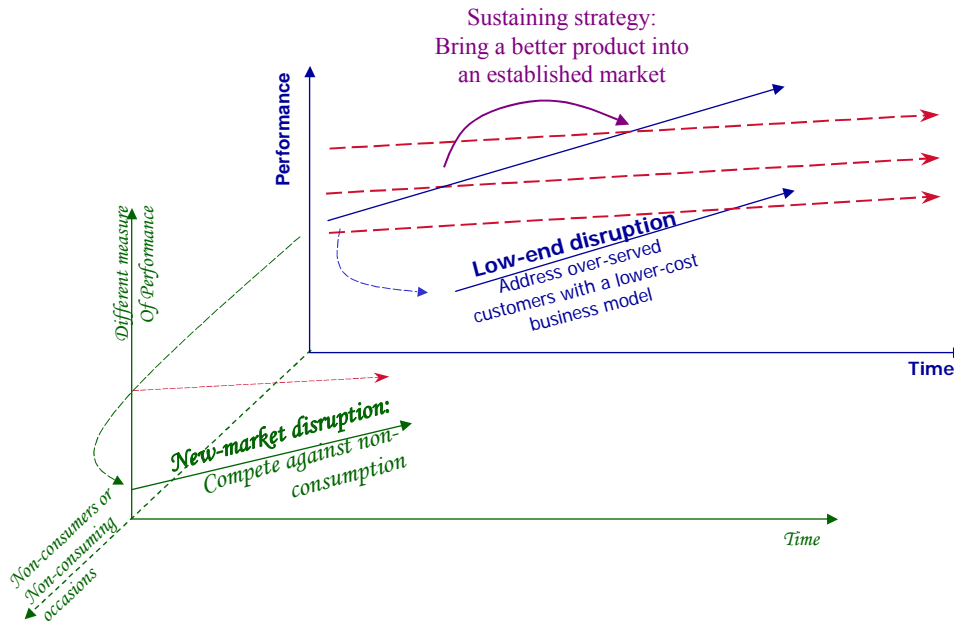 Sustaining strategy:
Bring a better product into
an established market
Performance
Low-end disruption
Address over-served
customers with a lower-cost
business model
Time
Different measure
Of Performance
New-market disruption:
Compete against non-
consumption
Non-consumers or
Non-consuming
occasions
Time